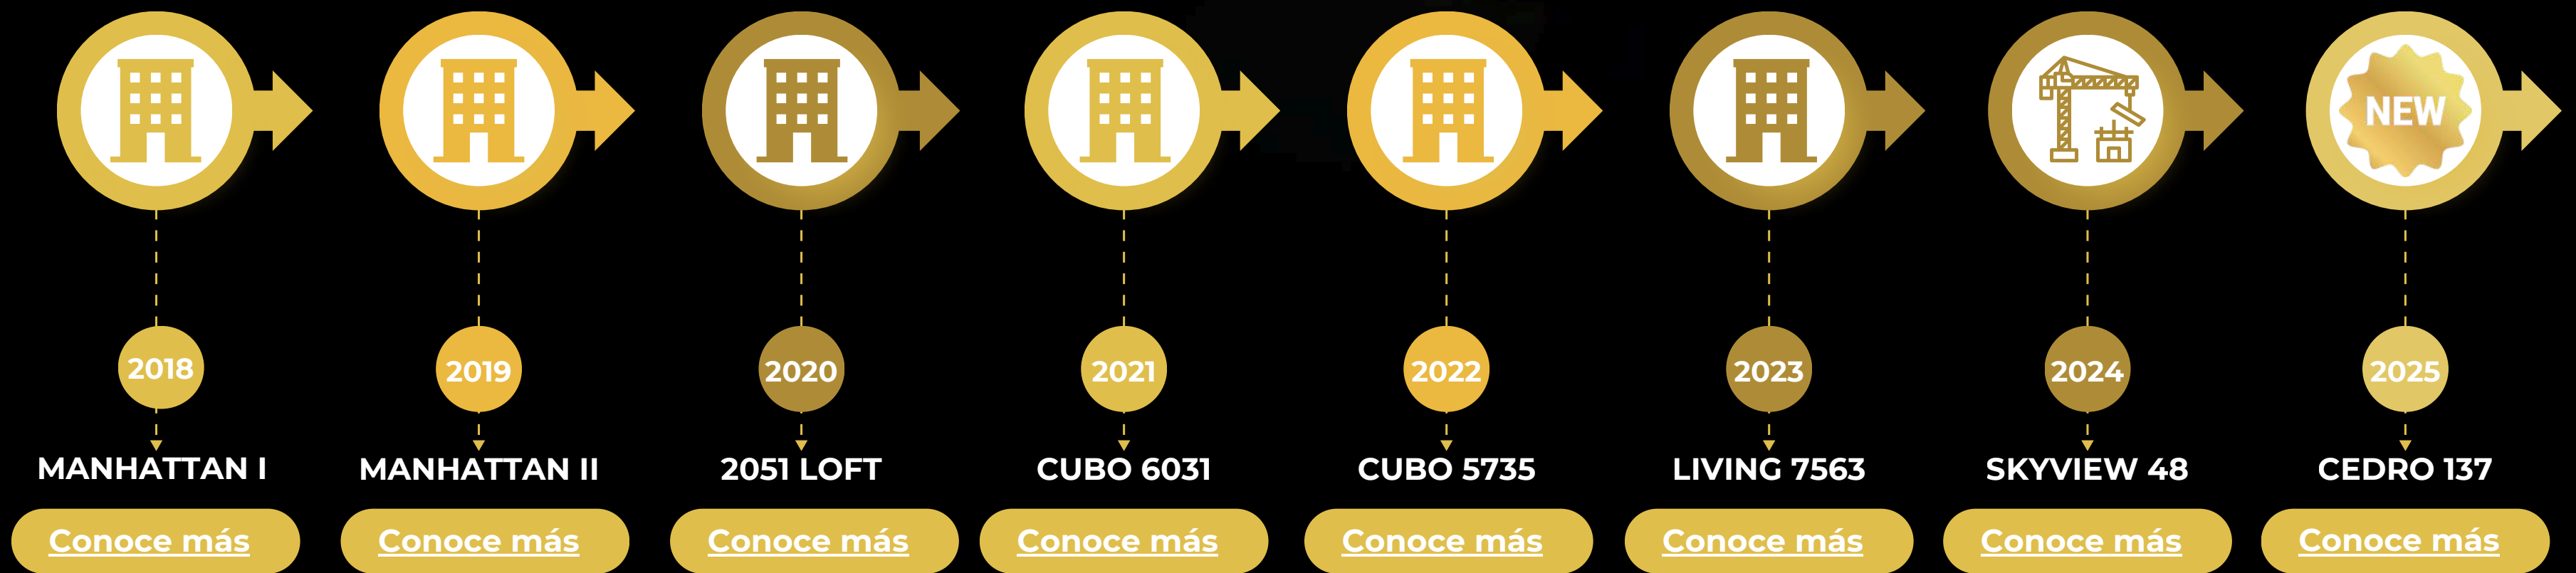 NEW
2018 2019 2020 2021 2022 2023 2024 2025
MANHATTAN I MANHATTAN II 2051 LOFT CUBO 6031 CUBO 5735 LIVING 7563 SKYVIEW 48 CEDRO 137
Conoce más Conoce más Conoce más Conoce más Conoce más Conoce más Conoce más Conoce más